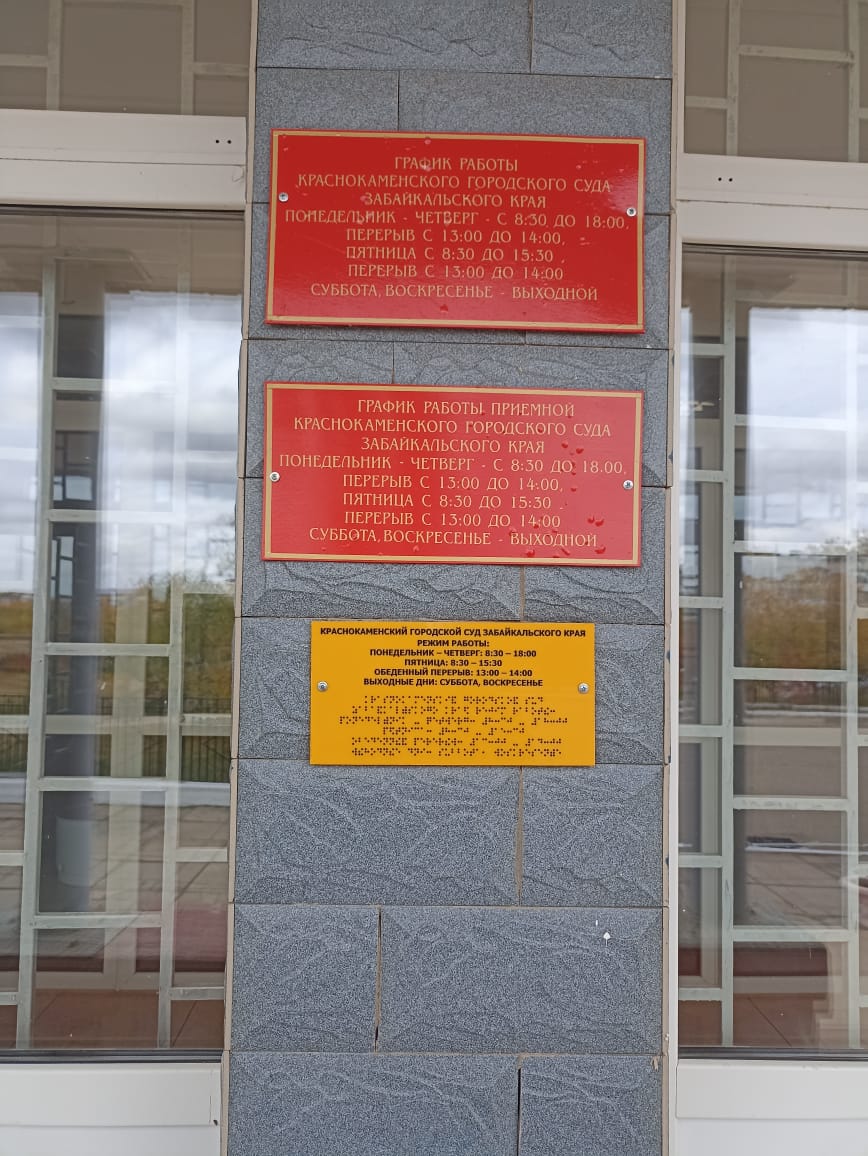 ГРАФИК РАБОТЫ
КРАСНОКАМЕНСКОГО ГОРОДСКОГО СУДА
ЗАБАЙКАЛЬСКОГО КРАЯ
ПОНЕДЕЛЬНИК - ЧЕТВЕРГ - С 8:30 ДО 18:00,
ПЕРЕРЫВ С 13:00 ДО 14:00,
ПЯТНИЦА С 8:30 ДО 15:30 ,
ПЕРЕРЫВ С 13:00 ДО 14:00
СУББОТА, ВОСКРЕСЕНЬЕ - ВЫХОДНОЙ
ГРАФИК РАБОТЫ ПРИЕМНОЙ
КРАСНОКАМЕНСКОГО ГОРОДСКОГО СУДА
ЗАБАЙКАЛЬСКОГО КРАЯ
ПОНЕДЕЛЬНИК - ЧЕТВЕРГ - С 8:30 ДО 18.00,
ПЕРЕРЫВ С 13:00 ДО 14:00,
ПЯТНИЦА С 8:30 ДО 15:30 ,
ПЕРЕРЫВ С 13:00 ДО 14:00
СУББОТА, ВОСКРЕСЕНЬЕ - ВЫХОДНОЙ
КРАСНОКАМЕНСКИЙ ГОРОДСКОЙ СУД ЗАБАЙКАЛЬСКОГО КРАЯ
РЕЖИМ РАБОТЫ:
ПОНЕДЕЛЬНИК – ЧЕТВЕРГ: 8:30 – 18:00
ПЯТНИЦА: 8:30 – 15:30
ОБЕДЕННЫЙ ПЕРЕРЫВ: 13:00 – 14:00
ВЫХОДНЫЕ ДНИ: СУББОТА, ВОСКРЕСЕНЬЕ